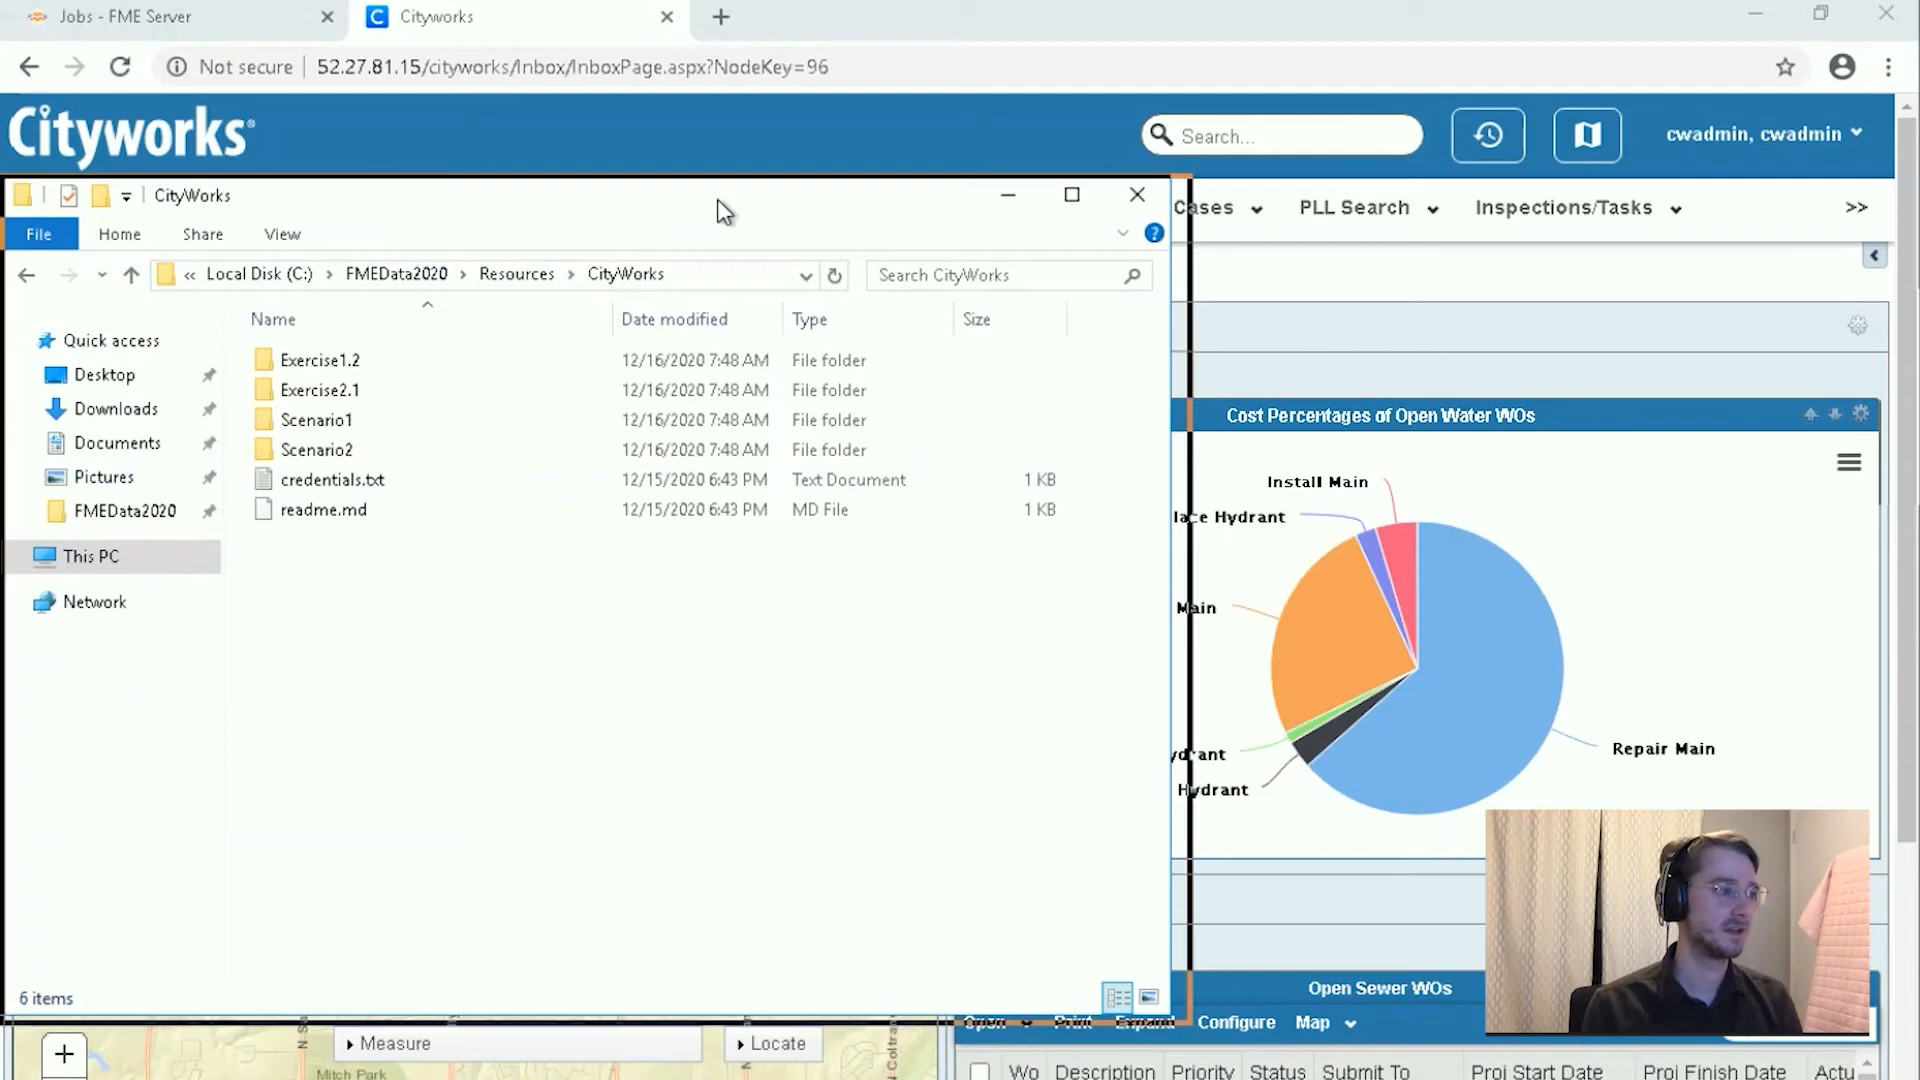 Jobs - FME Server
Cityworks
Not secure
52.27.81.15/cityworks/Inbox/InboxPage.aspx?NodeKey=96
Cityworks®
Search...
cwadmin, cwadmin
CityWorks
Cases
PLL Search
Inspections/Tasks
>>
File
Home
Share
View
« Local Disk (C:) > FMEData2020 > Resources > CityWorks
Search CityWorks
Name
Date modified
Type
Size
Quick access
Desktop
Downloads
Documents
Pictures
FMEData2020
This PC
Network
Exercise1.2 12/16/2020 7:48 AM File folder
Exercise2.1 12/16/2020 7:48 AM File folder
Scenario1 12/16/2020 7:48 AM File folder
Scenario2 12/16/2020 7:48 AM File folder
credentials.txt 12/15/2020 6:43 PM Text Document 1 KB
readme.md 12/15/2020 6:43 PM MD File 1 KB
Cost Percentages of Open Water WOs
Install Main
lace Hydrant
Main
ydrant
Hydrant
Repair Main
6 items
Open Sewer WOs
Open Print Expand Configure Map
Measure
Locate
Mitch Park
N Coltra
Wo Description Priority Status Submit To Proj Start Date Proj Finish Date Actu